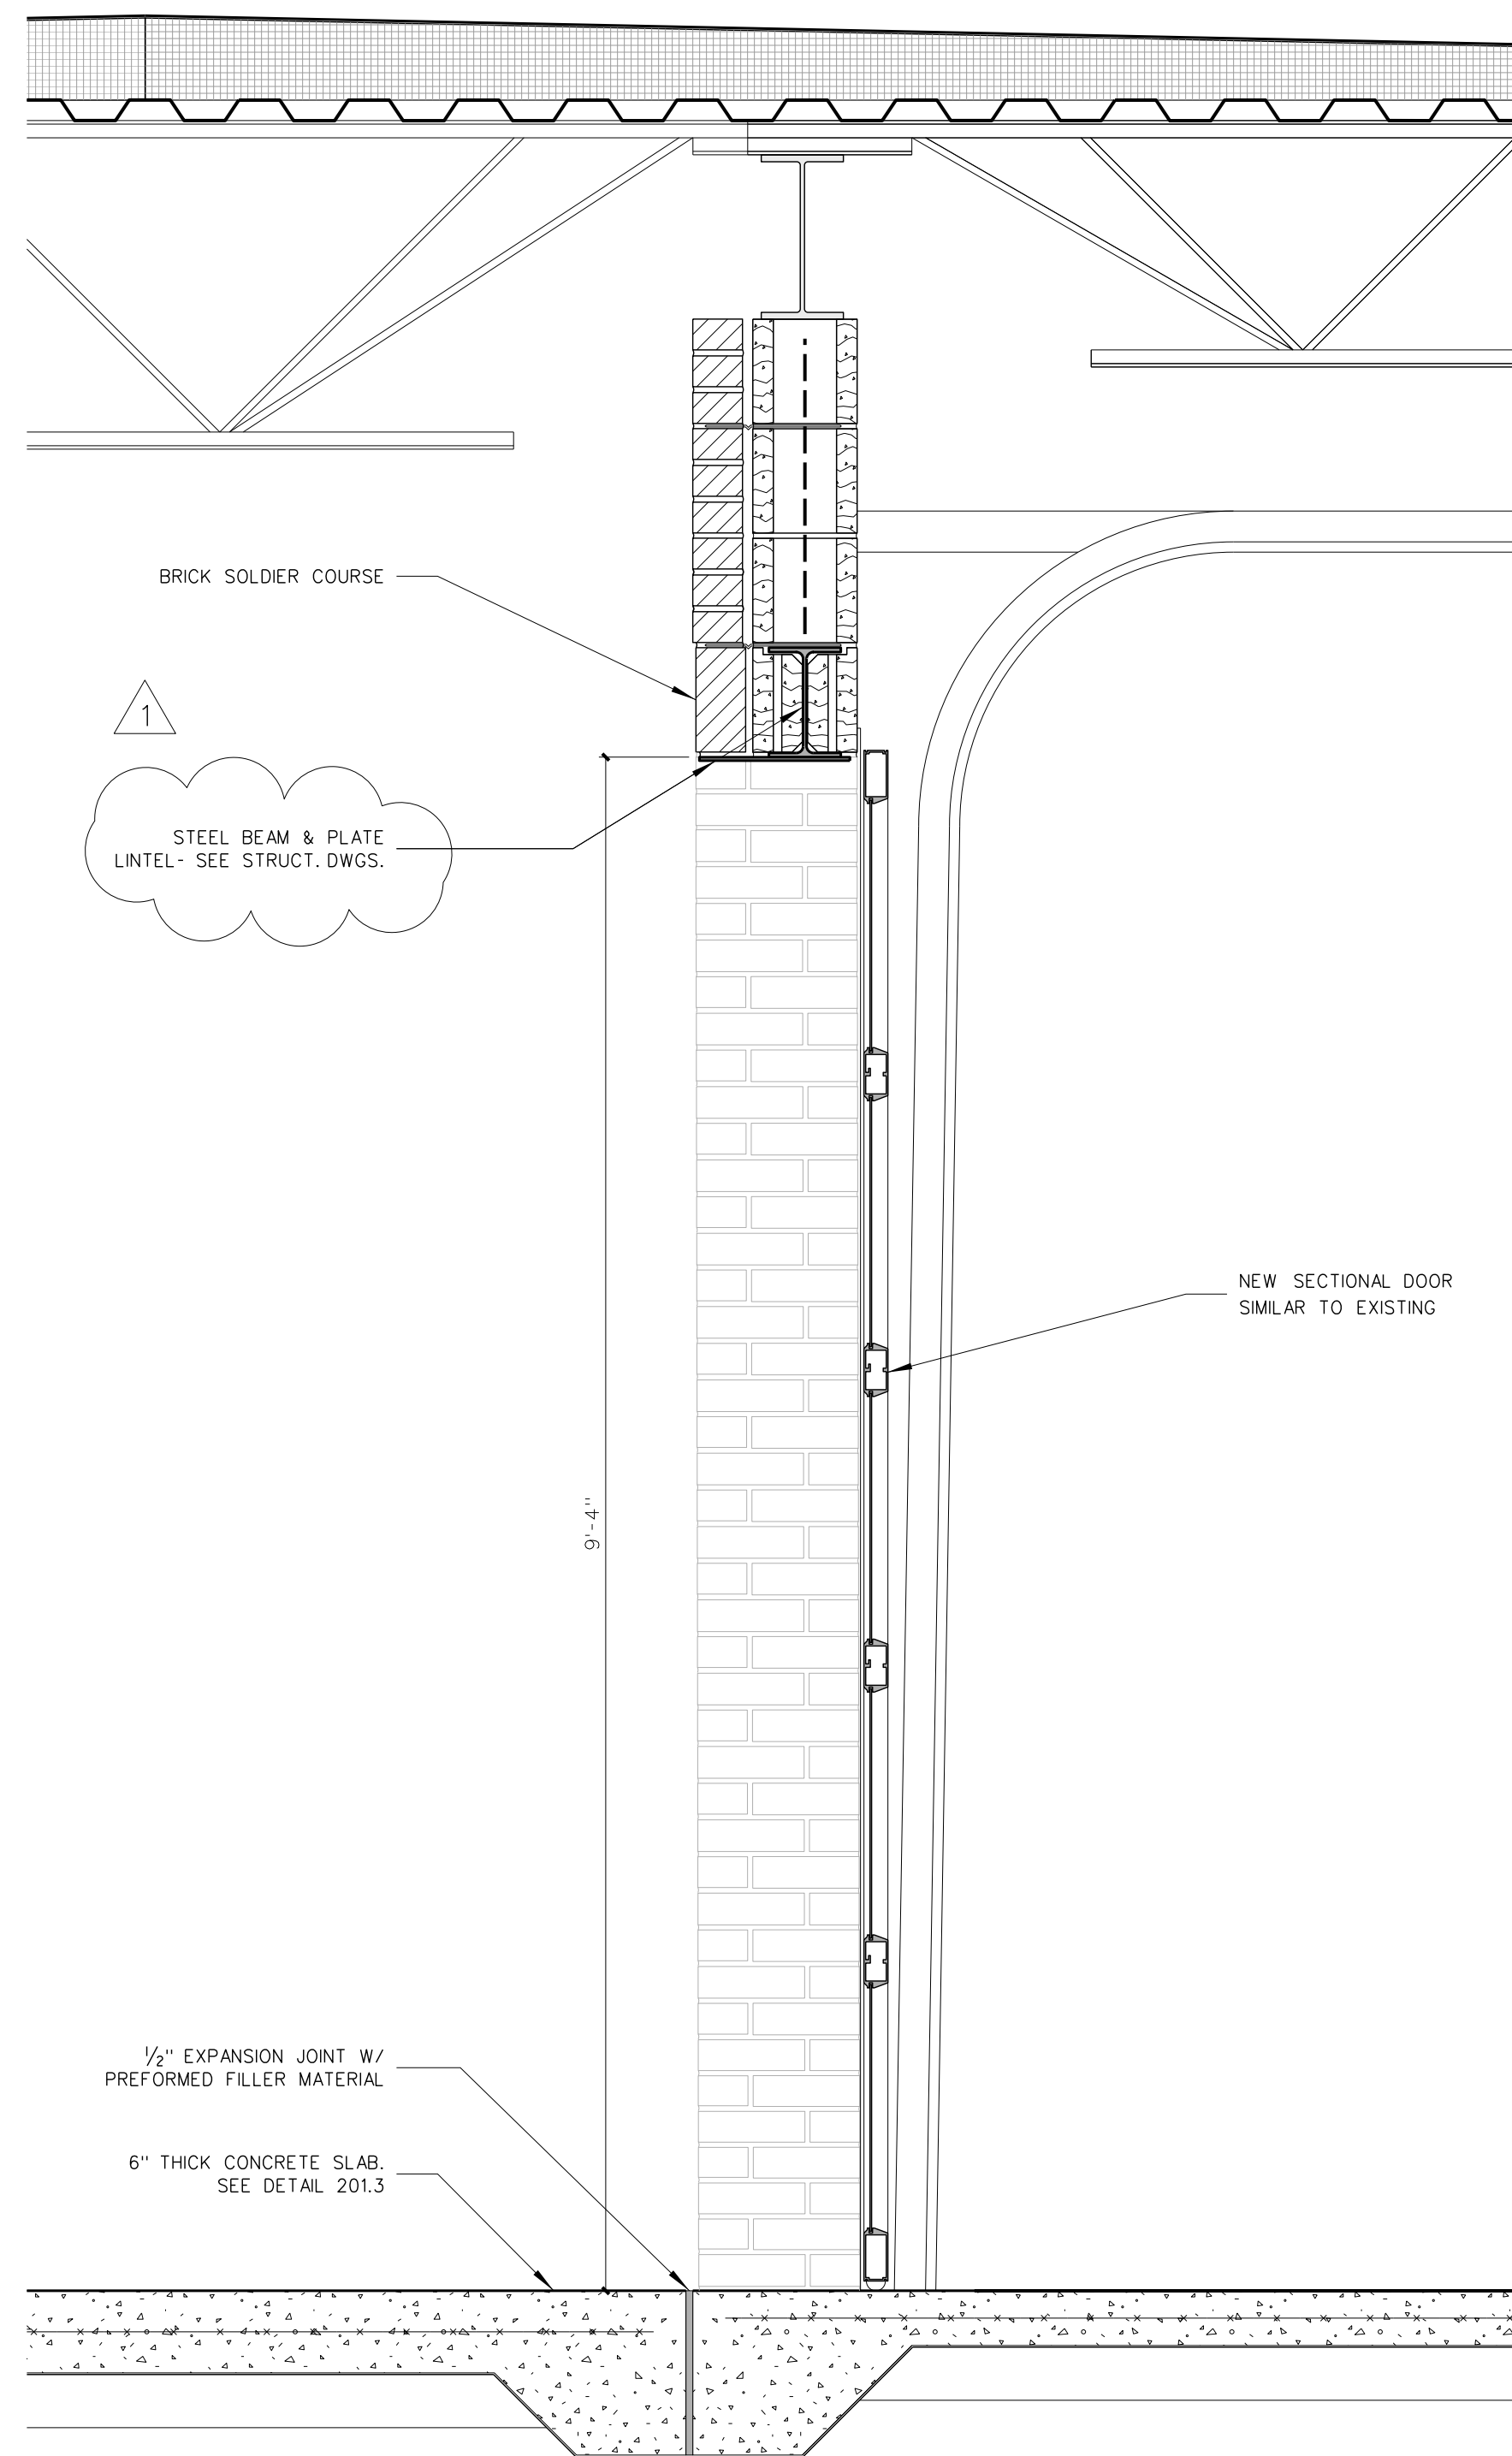 BRICK SOLDIER COURSE
1
STEEL BEAM & PLATE
LINTEL- SEE STRUCT. DWGS.
NEW SECTIONAL DOOR
SIMILAR TO EXISTING
9'-4"
1/2" EXPANSION JOINT W/
PREFORMED FILLER MATERIAL
6" THICK CONCRETE SLAB.
SEE DETAIL 201.3